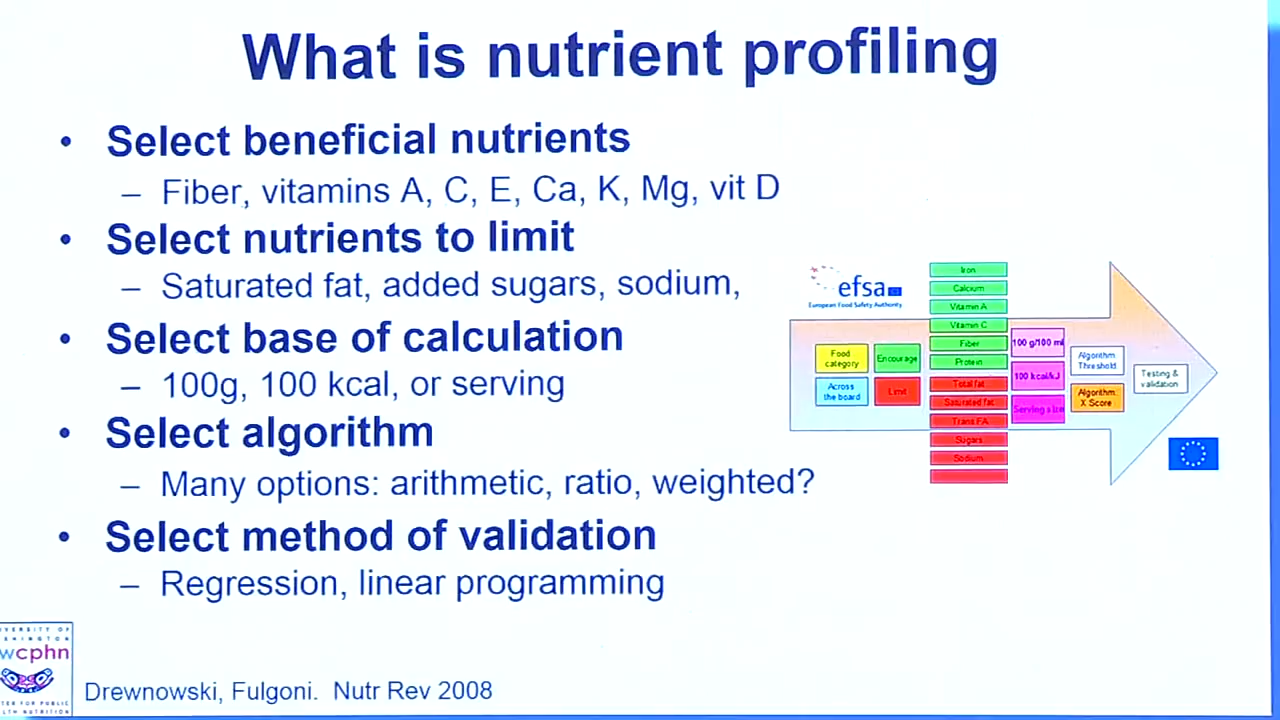 What is nutrient profiling
• Select beneficial nutrients
– Fiber, vitamins A, C, E, Ca, K, Mg, vit D
• Select nutrients to limit
– Saturated fat, added sugars, sodium,
• Select base of calculation
– 100g, 100 kcal, or serving
• Select algorithm
– Many options: arithmetic, ratio, weighted?
• Select method of validation
– Regression, linear programming
efsa
European Food Safety Authority
Food
category
Across
the board
Encourage
Limit
Iron
Calcium
Vitamin A
Vitamin C
Fiber
Protein
Total fat
Saturated fat
Trans FA
Sugars
Sodium
100 g/100 ml
100 kcal/kJ
Serving size
Algorithm
Threshold
Algorithm:
X Score
Testing &
validation
wcphn
Drewnowski, Fulgoni. Nutr Rev 2008